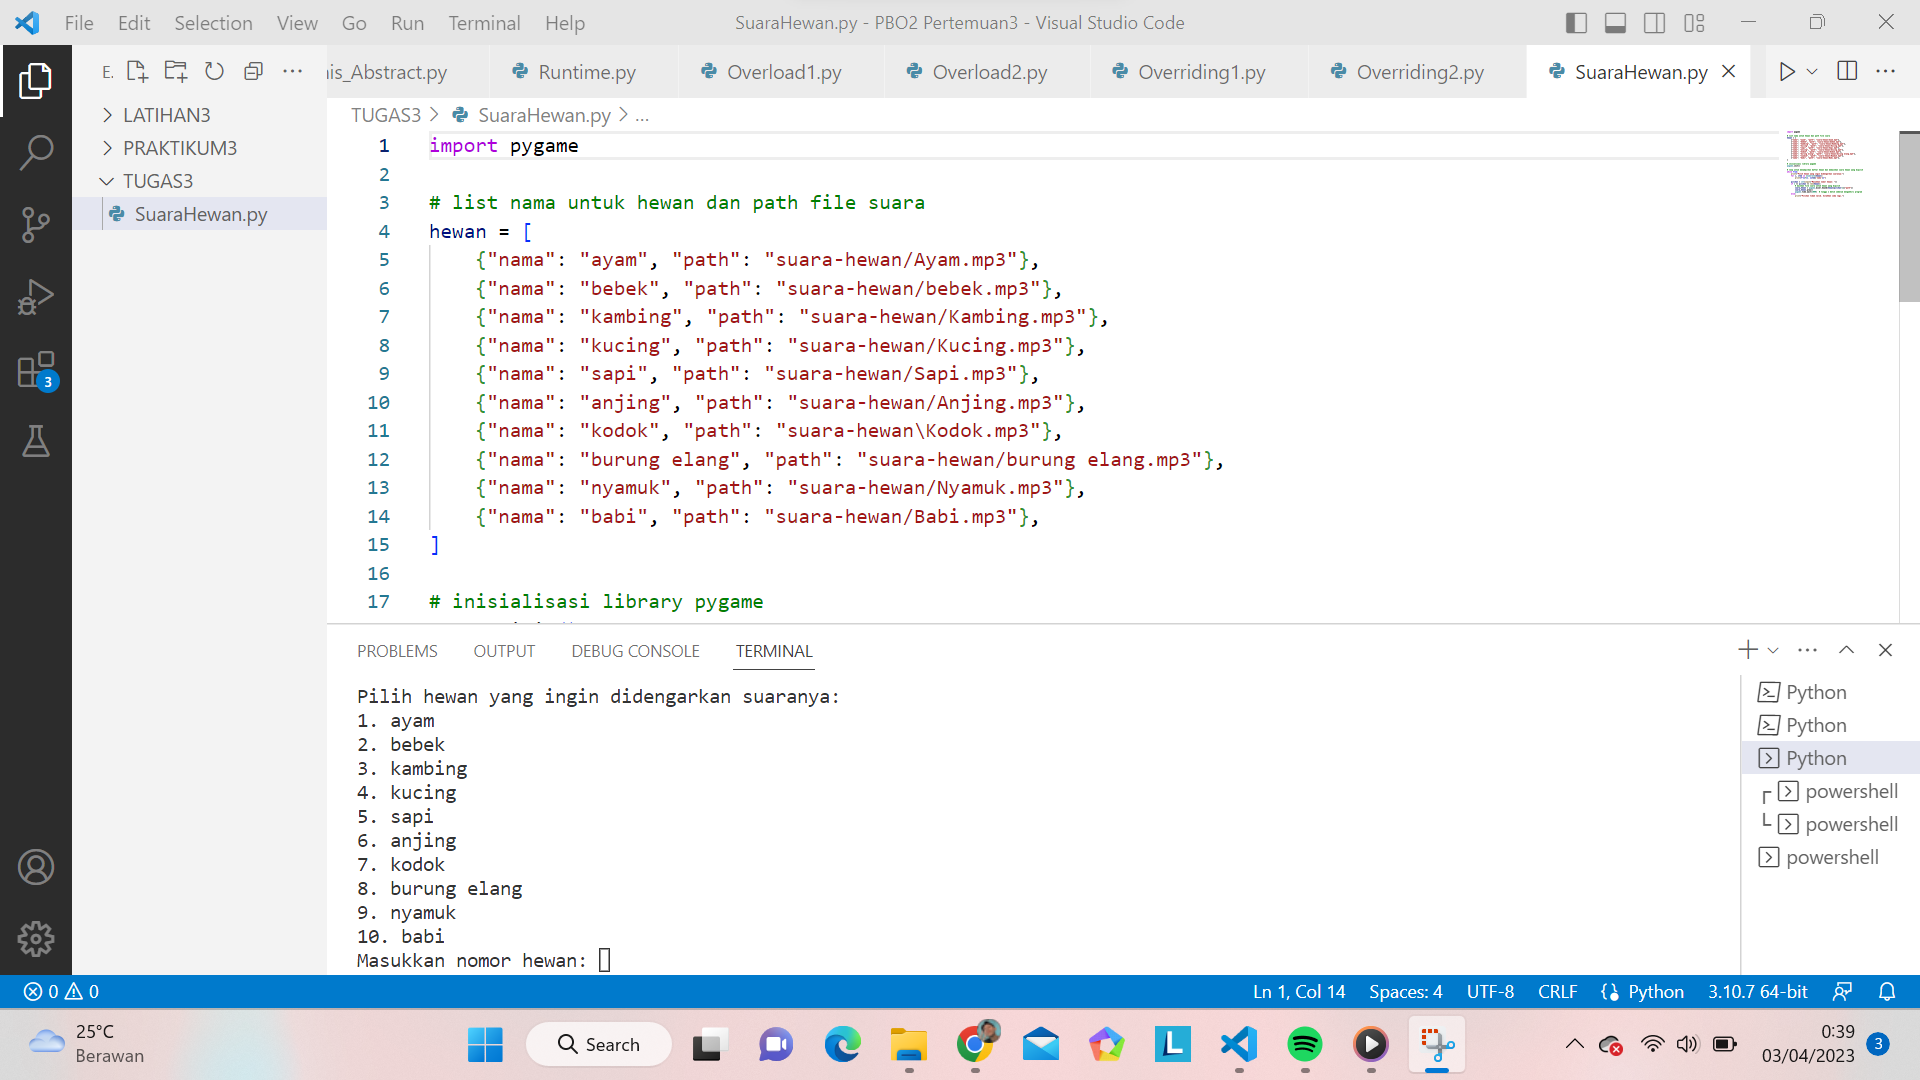 File Edit Selection View Go Run Terminal Help SuaraHewan.py - PBO2 Pertemuan3 - Visual Studio Code
E.
LATIHAN3
PRAKTIKUM3
TUGAS3
SuaraHewan.py
is_Abstract.py Runtime.py Overload1.py Overload2.py Overriding1.py Overriding2.py SuaraHewan.py
TUGAS3 > SuaraHewan.py > ...
1 import pygame
2
3 # list nama untuk hewan dan path file suara
4 hewan = [
5 {"nama": "ayam", "path": "suara-hewan/Ayam.mp3"},
6 {"nama": "bebek", "path": "suara-hewan/bebek.mp3"},
7 {"nama": "kambing", "path": "suara-hewan/Kambing.mp3"},
8 {"nama": "kucing", "path": "suara-hewan/Kucing.mp3"},
9 {"nama": "sapi", "path": "suara-hewan/Sapi.mp3"},
10 {"nama": "anjing", "path": "suara-hewan/Anjing.mp3"},
11 {"nama": "kodok", "path": "suara-hewan\Kodok.mp3"},
12 {"nama": "burung elang", "path": "suara-hewan/burung elang.mp3"},
13 {"nama": "nyamuk", "path": "suara-hewan/Nyamuk.mp3"},
14 {"nama": "babi", "path": "suara-hewan/Babi.mp3"},
15 ]
16
17 # inisialisasi library pygame
PROBLEMS OUTPUT DEBUG CONSOLE TERMINAL
Pilih hewan yang ingin didengarkan suaranya:
1. ayam
2. bebek
3. kambing
4. kucing
5. sapi
6. anjing
7. kodok
8. burung elang
9. nyamuk
10. babi
Masukkan nomor hewan:
Python
Python
Python
powershell
powershell
powershell
3
0 0 Ln 1, Col 14 Spaces: 4 UTF-8 CRLF Python 3.10.7 64-bit
25°C
Berawan
Search
0:39
03/04/2023
3